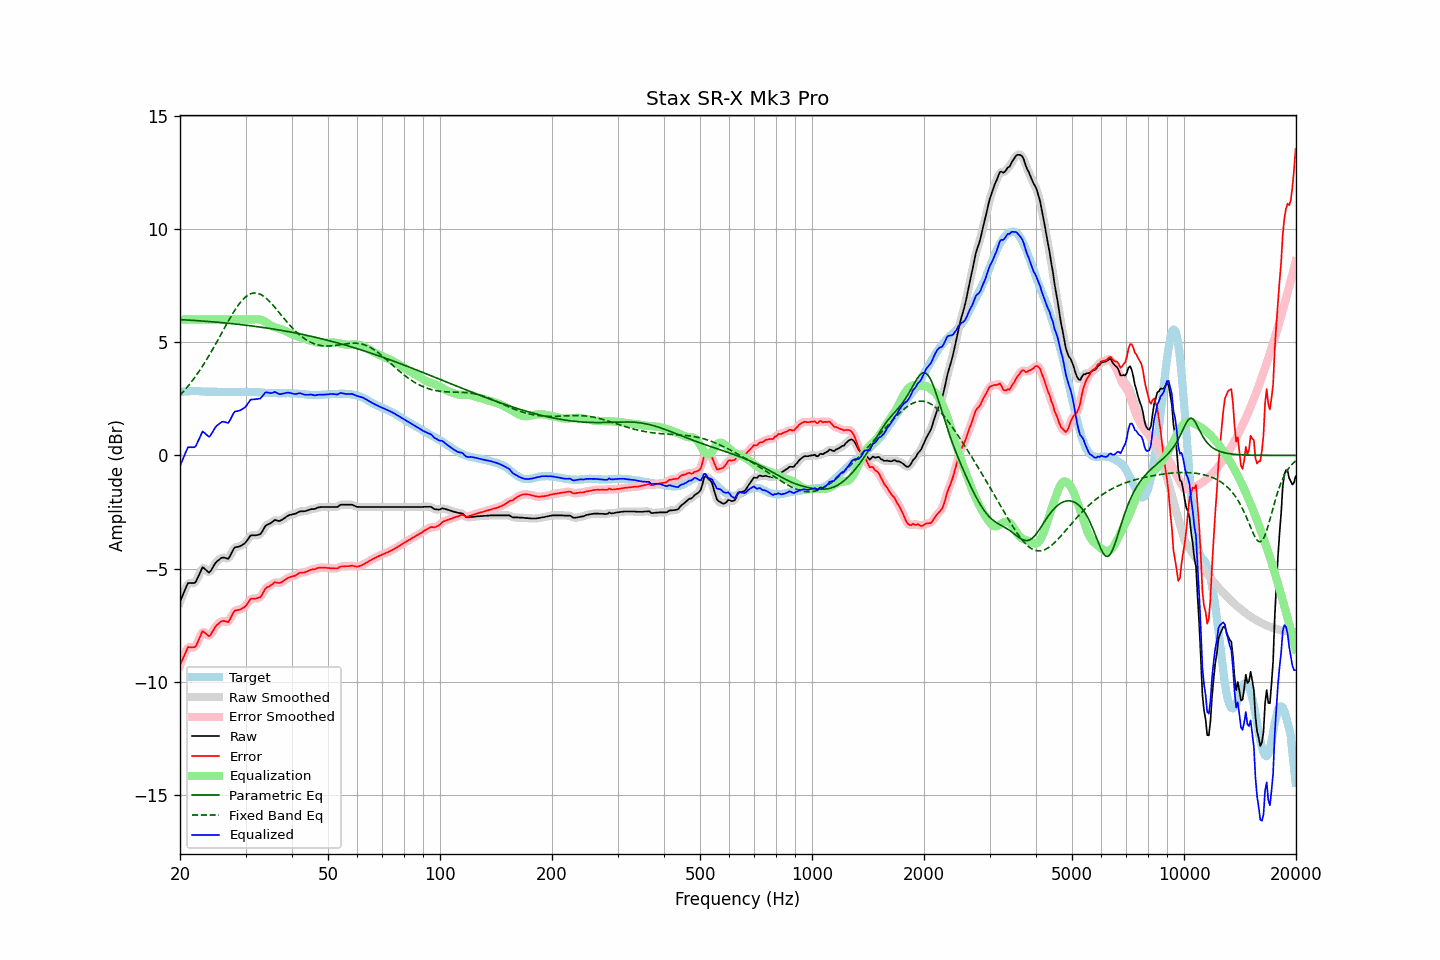 Stax SR-X Mk3 Pro
Amplitude (dBr)
15
10
5
0
−5
−10
−15
Target
Raw Smoothed
Error Smoothed
Raw
Error
Equalization
Parametric Eq
Fixed Band Eq
Equalized
20 50 100 200 500 1000 2000 5000 10000 20000
Frequency (Hz)